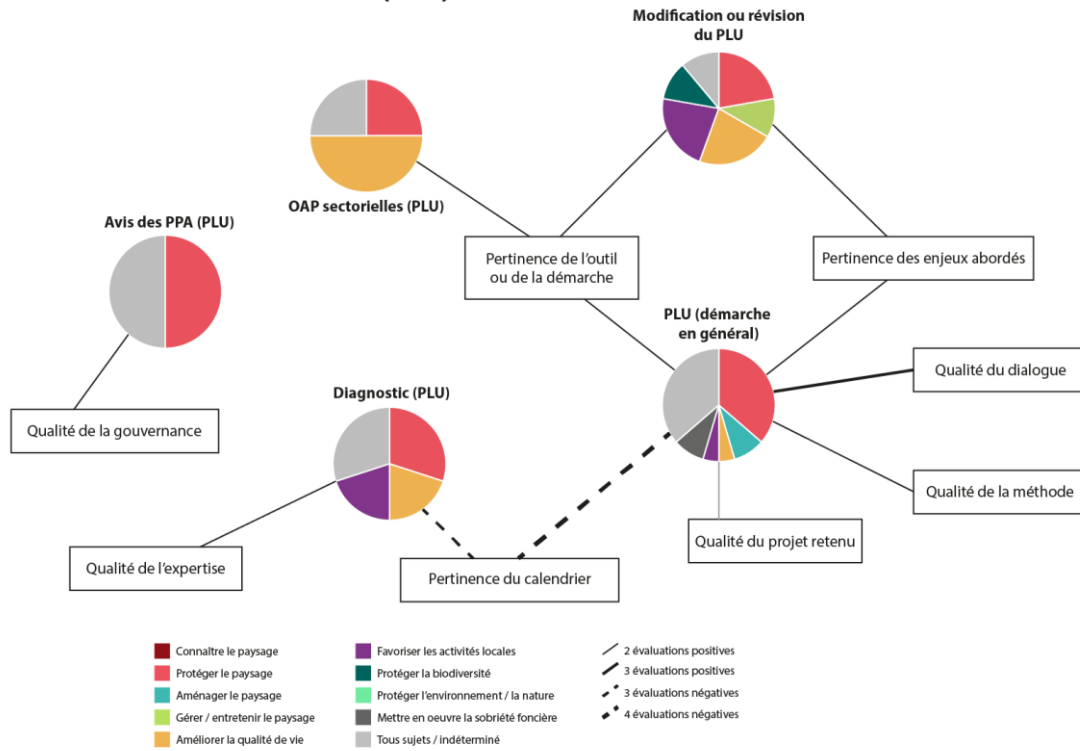 Modification ou révision
du PLU
OAP sectorielles (PLU)
Avis des PPA (PLU)
Pertinence de l'outil
ou de la démarche
Pertinence des enjeux abordés
PLU (démarche
en général)
Qualité du dialogue
Diagnostic (PLU)
Qualité de la gouvernance
Qualité de la méthode
Qualité du projet retenu
Qualité de l'expertise
Pertinence du calendrier
Connaître le paysage
Protéger le paysage
Aménager le paysage
Gérer / entretenir le paysage
Améliorer la qualité de vie
Favoriser les activités locales
Protéger la biodiversité
Protéger l'environnement / la nature
Mettre en oeuvre la sobriété foncière
Tous sujets / indéterminé
2 évaluations positives
3 évaluations positives
3 évaluations négatives
4 évaluations négatives